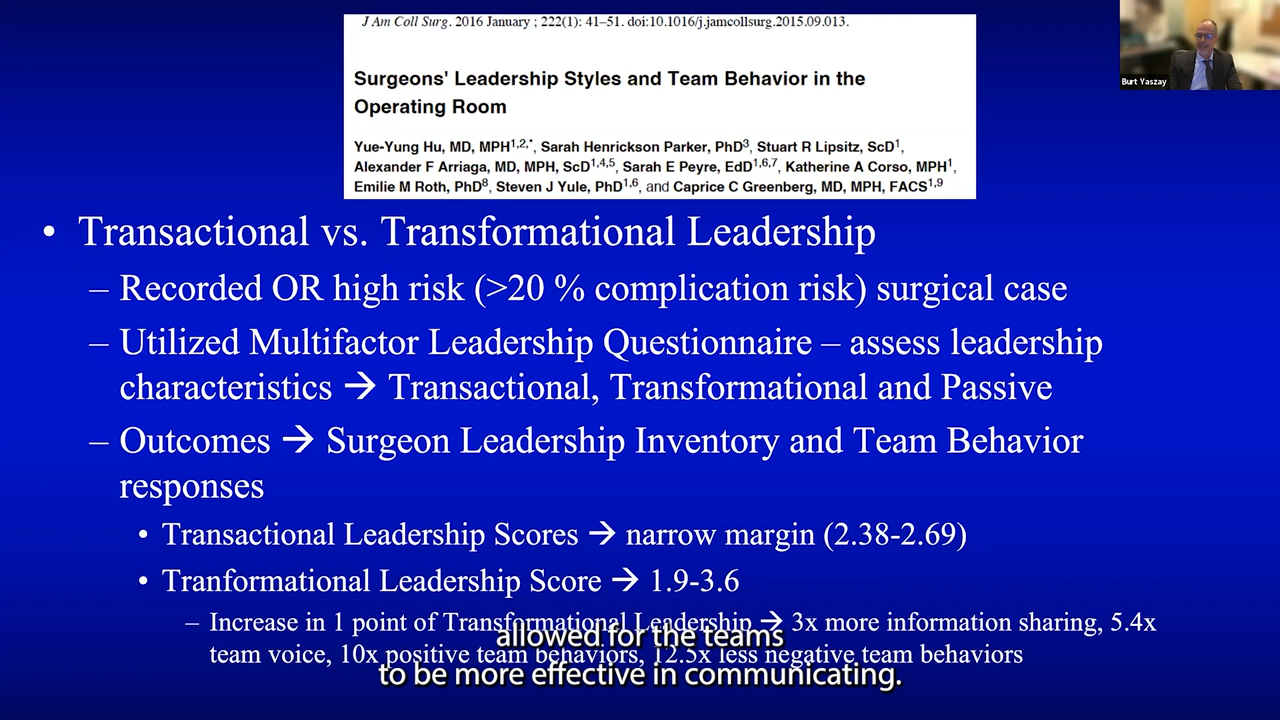 J Am Coll Surg. 2016 January ; 222(1): 41–51. doi:10.1016/j.jamcollsurg.2015.09.013.
Surgeons' Leadership Styles and Team Behavior in the
Operating Room
Yue-Yung Hu, MD, MPH1,2,*, Sarah Henrickson Parker, PhD3, Stuart R Lipsitz, ScD1,
Alexander F Arriaga, MD, MPH, ScD1,4,5, Sarah E Peyre, EdD1,6,7, Katherine A Corso, MPH1,
Emilie M Roth, PhD8, Steven J Yule, PhD1,6, and Caprice C Greenberg, MD, MPH, FACS1,9
Burt Yaszay
• Transactional vs. Transformational Leadership
– Recorded OR high risk (>20 % complication risk) surgical case
– Utilized Multifactor Leadership Questionnaire – assess leadership
characteristics → Transactional, Transformational and Passive
– Outcomes → Surgeon Leadership Inventory and Team Behavior
responses
• Transactional Leadership Scores → narrow margin (2.38-2.69)
• Tranformational Leadership Score → 1.9-3.6
– Increase in 1 point of Transformational Leadership → 3x more information sharing, 5.4x
team voice, 10x positive team behaviors, 12.5x less negative team behaviors
allowed for the teams
to be more effective in communicating.